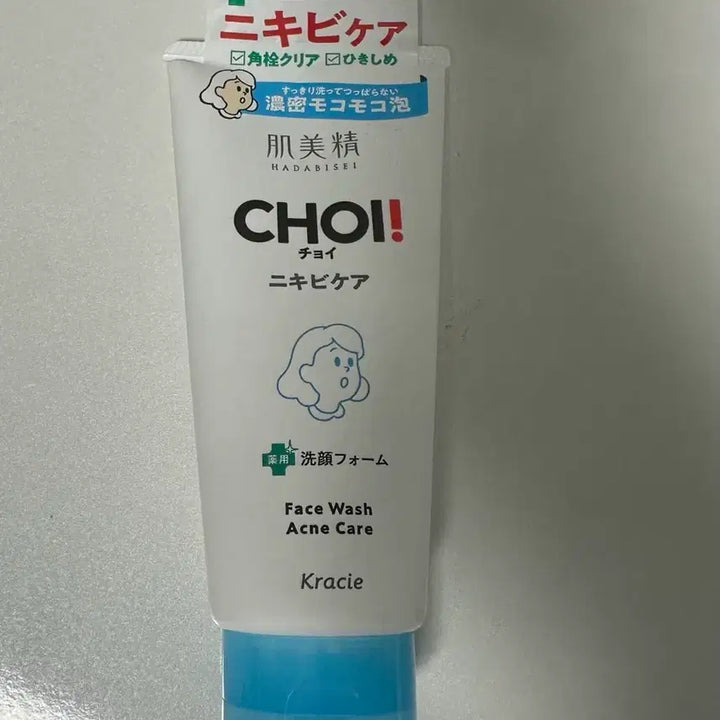 ニキビケア
☑角栓クリア ☑ひきしめ
すっきり洗ってつっぱらない
濃密モコモコ泡
肌美精
HADABISEI
CHOI!
チョイ
ニキビケア
薬用 洗顔フォーム
Face Wash
Acne Care
Kracie